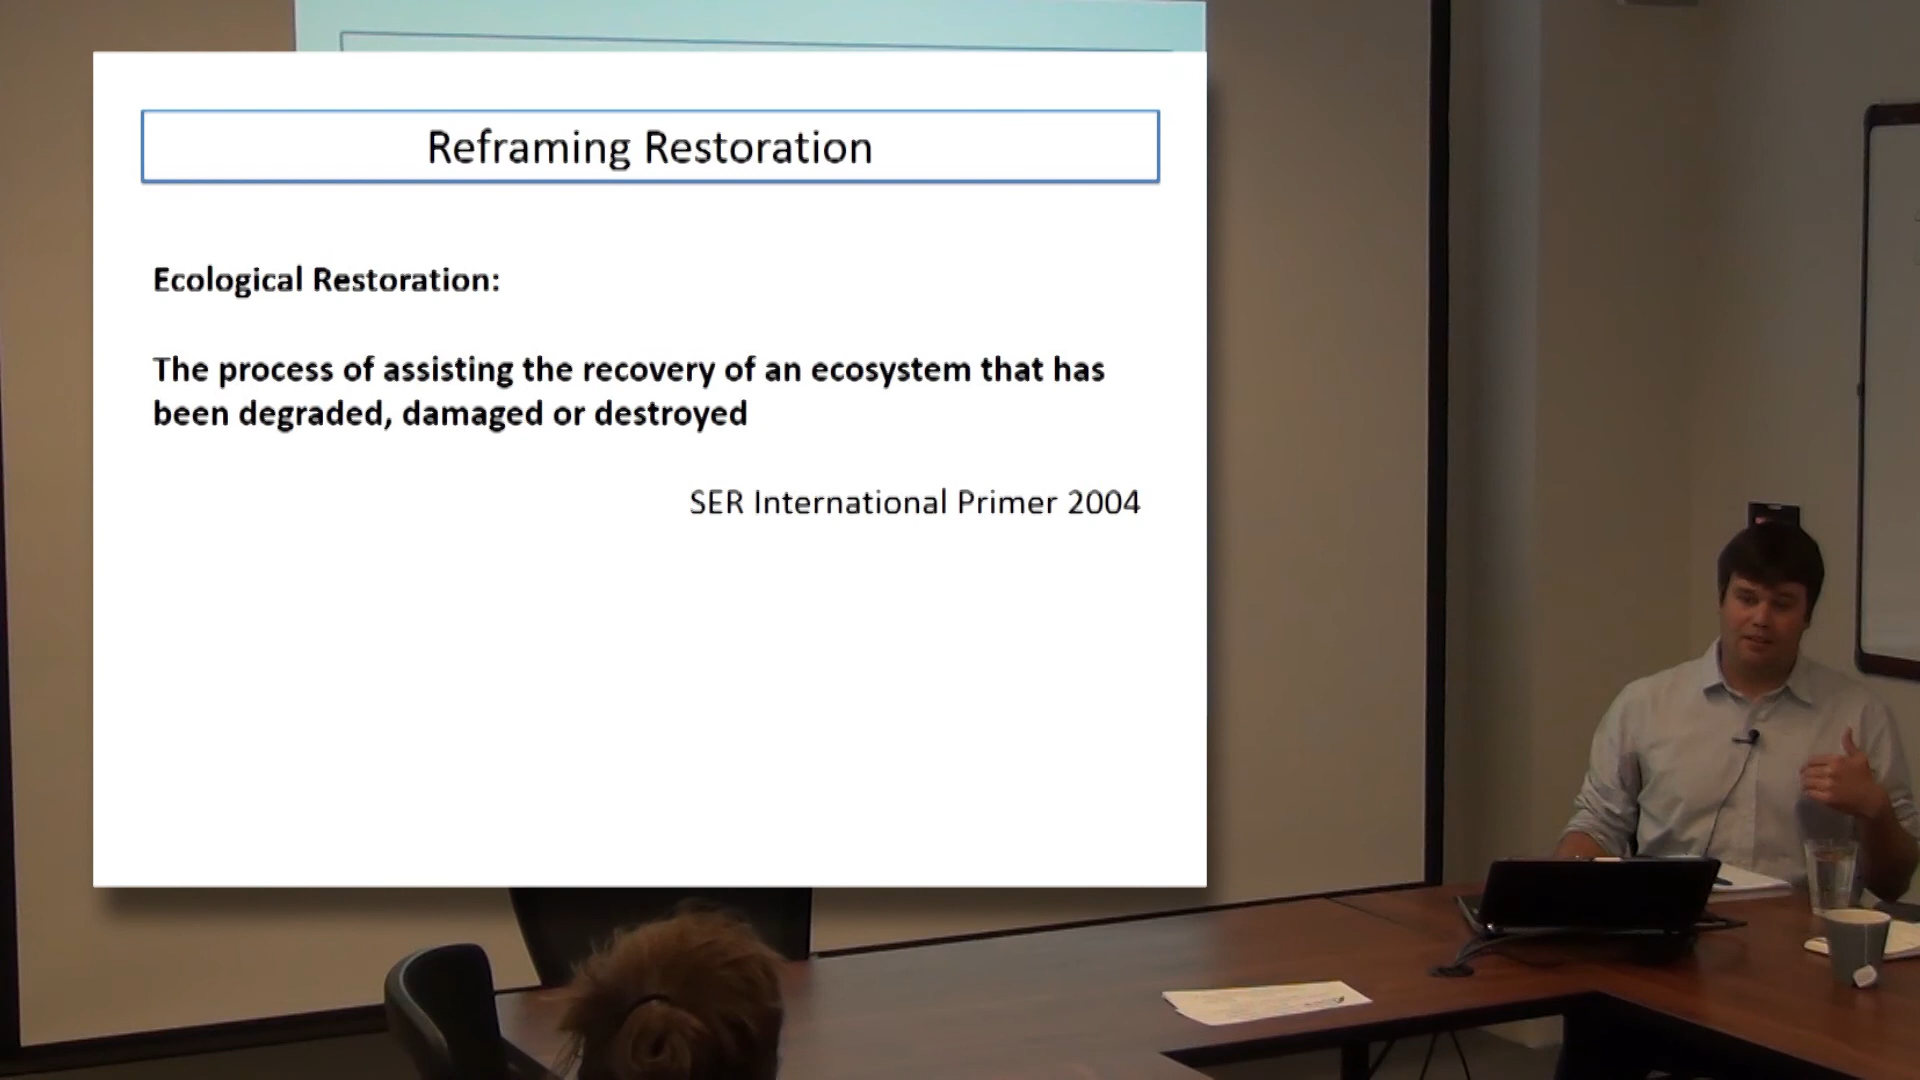 Reframing Restoration
Ecological Restoration:
The process of assisting the recovery of an ecosystem that has
been degraded, damaged or destroyed
SER International Primer 2004